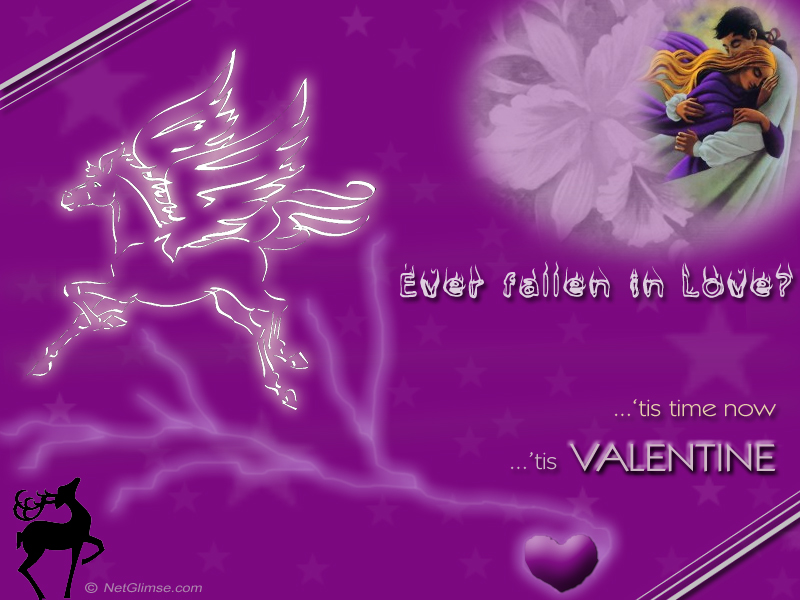 Ever fallen in Love?
...‘tis time now
...’tis VALENTINE
© NetGlimse.com